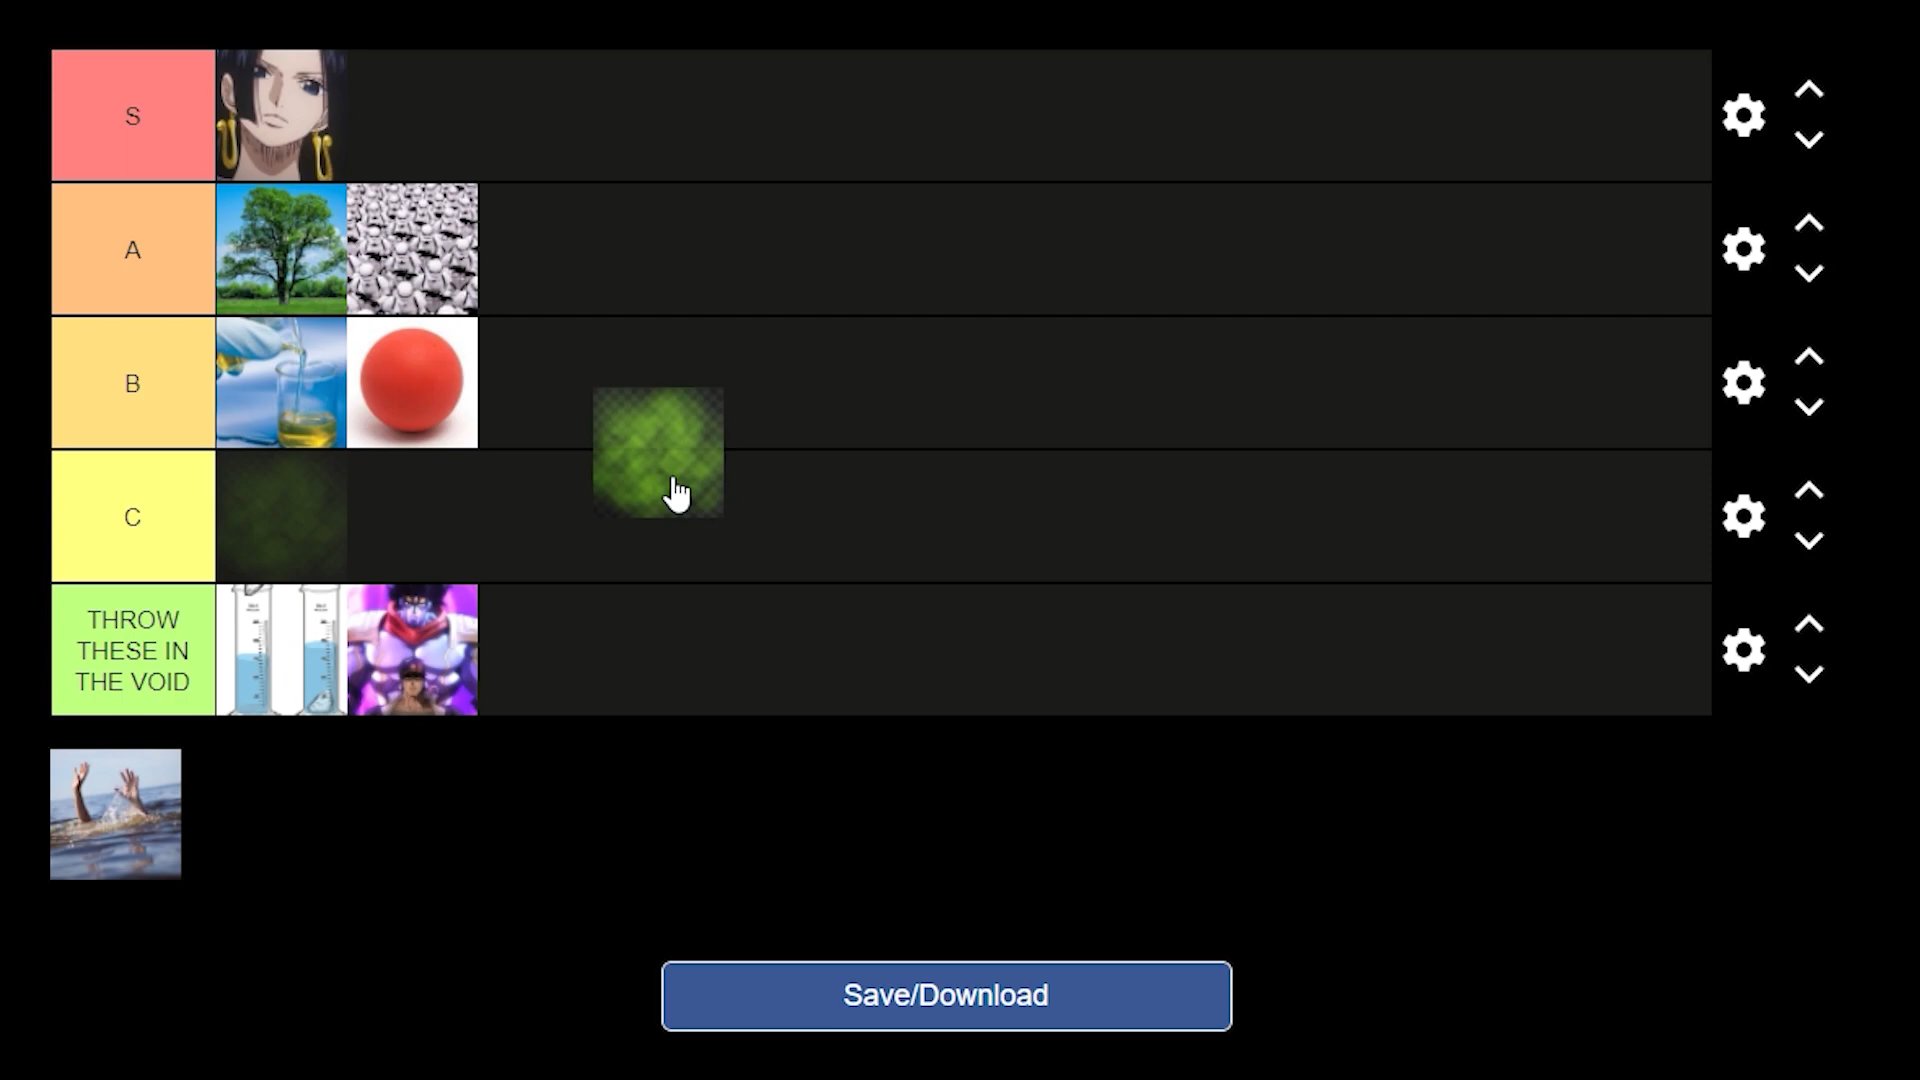 S
A
B
C
THROW
THESE IN
THE VOID
Save/Download